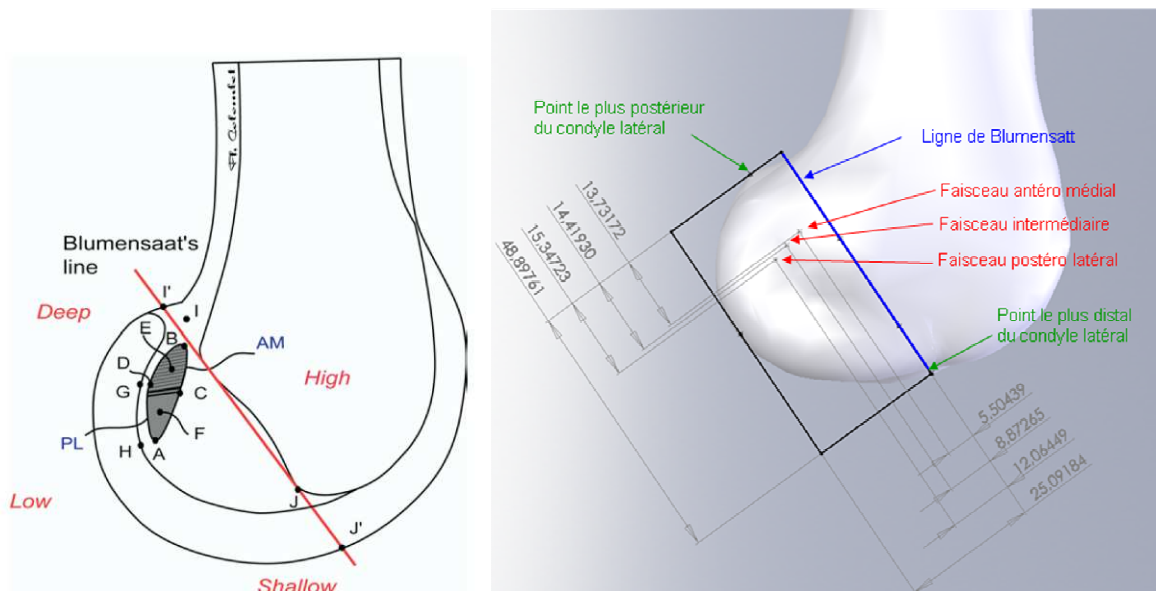 Blumensaat's
line
Deep
I'
I
E
B
AM
D
G
C
High
F
PL
H
A
Low
J
J'
Shallow
Point le plus postérieur
du condyle latéral
Ligne de Blumensatt
Faisceau antéro médial
Faisceau intermédiaire
Faisceau postéro latéral
Point le plus distal
du condyle latéral
13,73172
14,41930
15,34723
48,89761
5,50439
8,87265
12,06449
25,09184